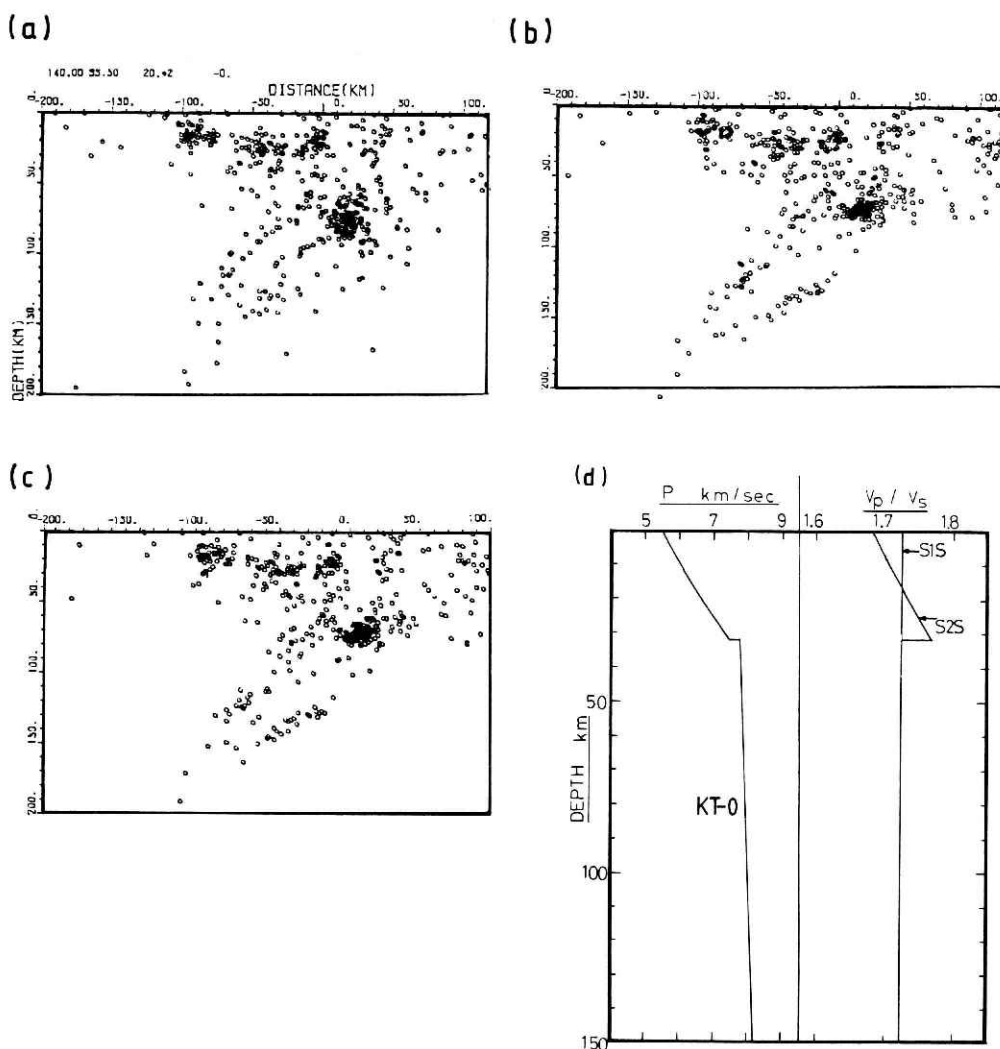 (a)
140.00 35.50 20.+2 -0.
DISTANCE(KM)
-200. -150. -100. -50. 0. 50. 100.
0.
50.
100.
150.
200.
DEPTH(KM)
(b)
-200. -150. -100. -50. 0. 50. 100.
0.
50.
100.
150.
200.
(c)
-200. -150. -100. -50. 0. 50. 100.
0.
50.
100.
150.
200.
(d)
P km/sec
Vp / Vs
5 7 9 1.6 1.7 1.8
S1S
S2S
50
DEPTH km
KT-0
100
150